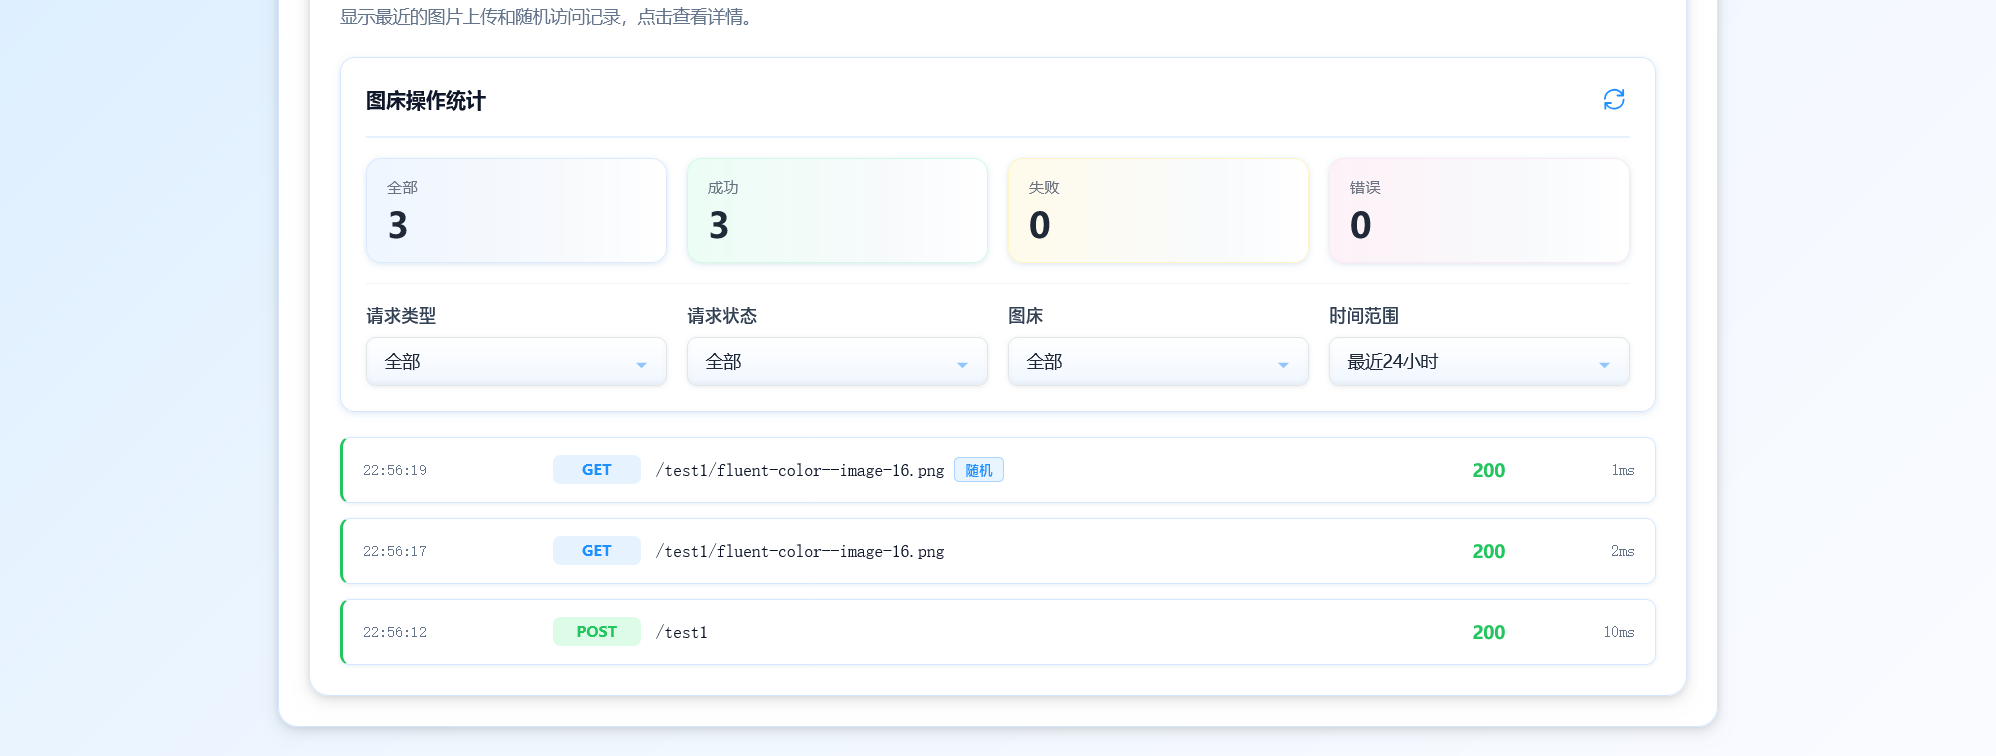 显示最近的图片上传和随机访问记录，点击查看详情。
图床操作统计
全部 成功 失败 错误
3 3 0 0
请求类型 请求状态 图床 时间范围
全部 全部 全部 最近24小时
22:56:19 GET /test1/fluent-color--image-16.png 随机 200 1ms
22:56:17 GET /test1/fluent-color--image-16.png 200 2ms
22:56:12 POST /test1 200 10ms